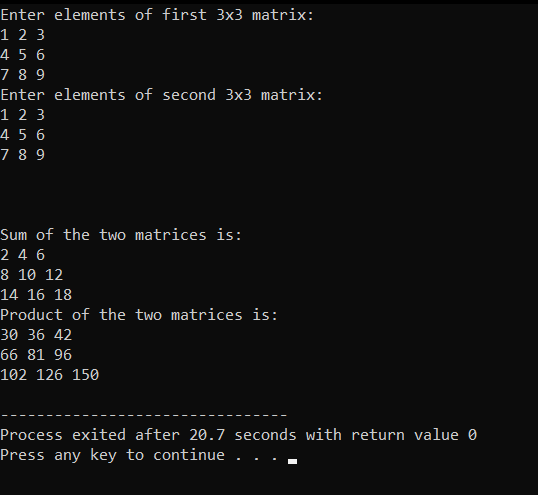 Enter elements of first 3x3 matrix:
1 2 3
4 5 6
7 8 9
Enter elements of second 3x3 matrix:
1 2 3
4 5 6
7 8 9
Sum of the two matrices is:
2 4 6
8 10 12
14 16 18
Product of the two matrices is:
30 36 42
66 81 96
102 126 150
--------------------------------
Process exited after 20.7 seconds with return value 0
Press any key to continue . . .